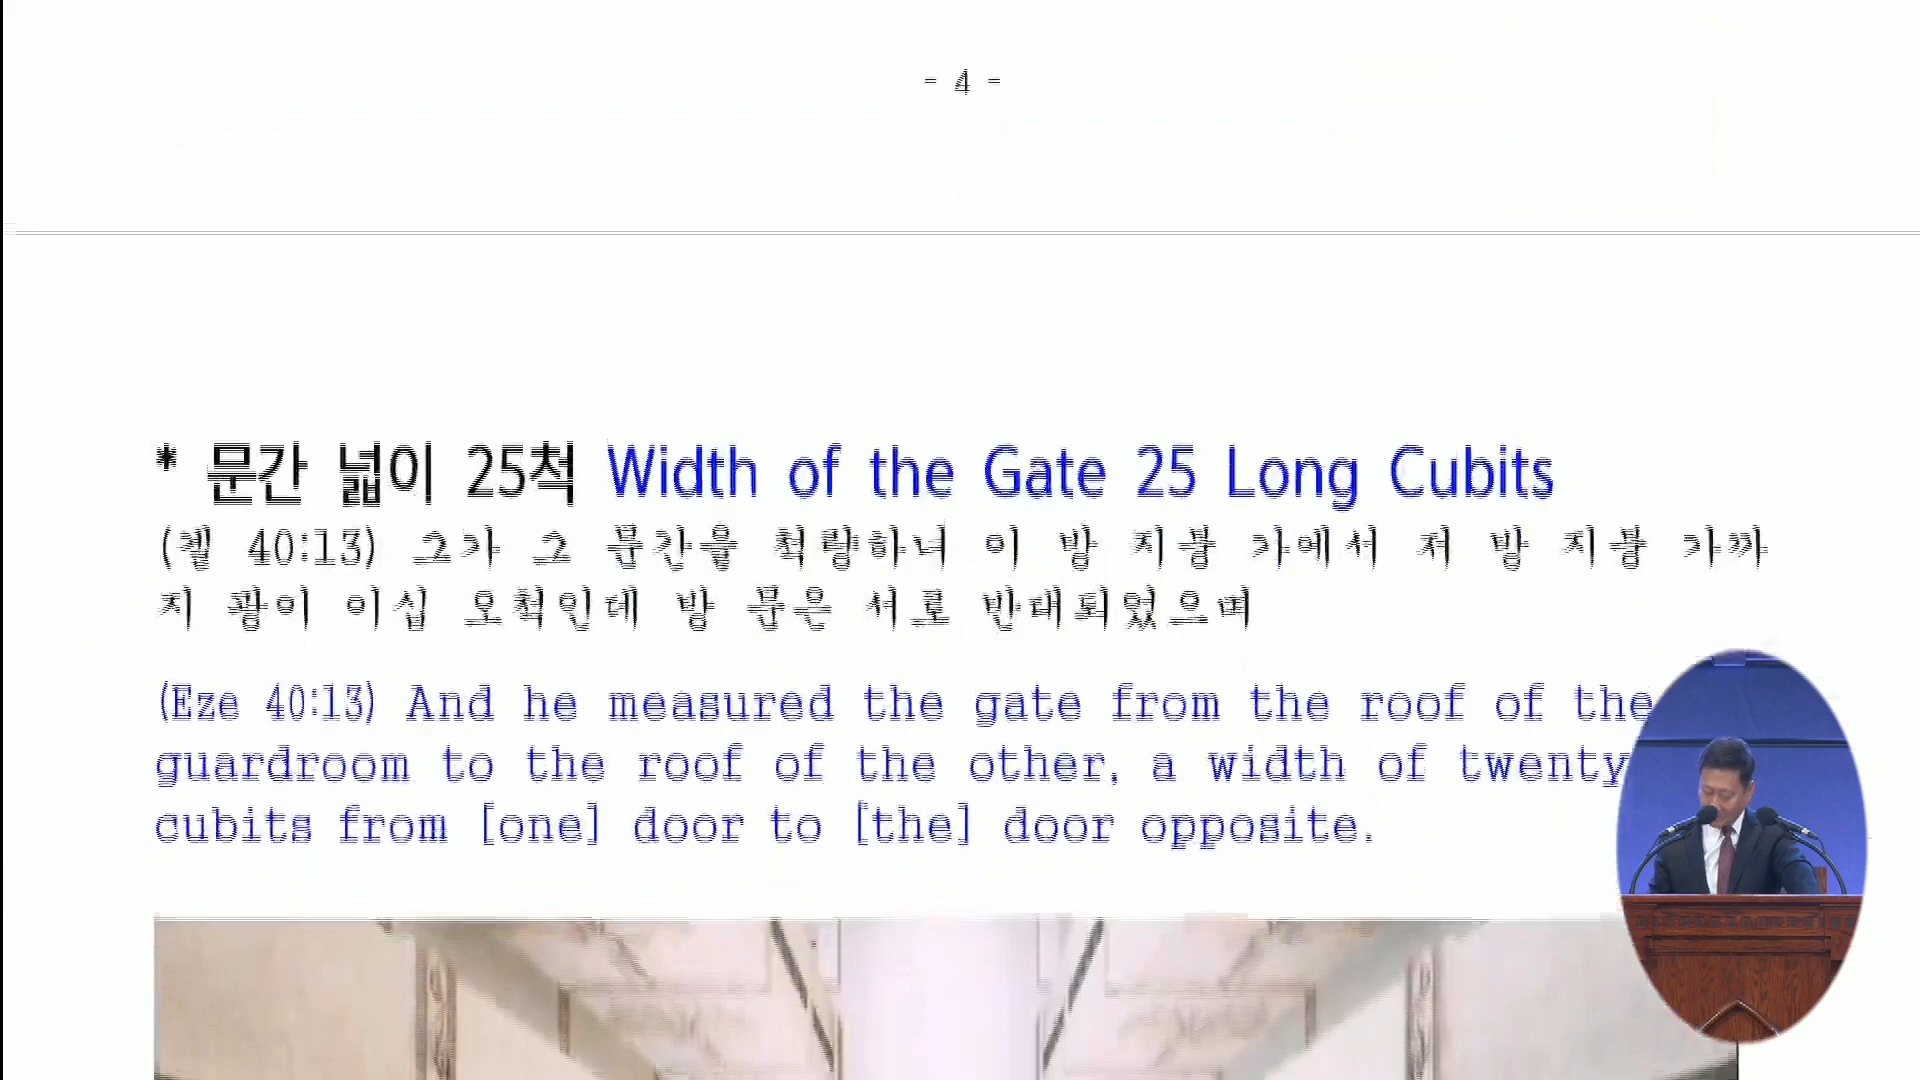 - 4 -
* 문간 넓이 25척 Width of the Gate 25 Long Cubits
(겔 40:13) 그가 그 문간을 척량하니 이 방 지붕 가에서 저 방 지붕 가까
지 광이 이십 오척인데 방 문은 서로 반대되었으며
(Eze 40:13) And he measured the gate from the roof of the
guardroom to the roof of the other, a width of twenty
cubits from [one] door to [the] door opposite.